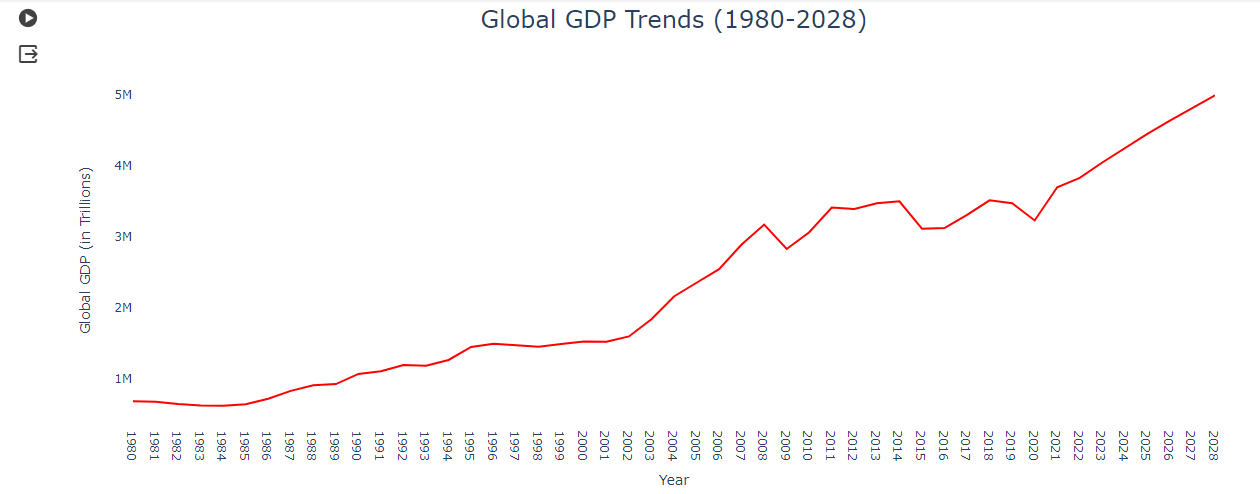 Global GDP Trends (1980-2028)
5M
4M
3M
2M
1M
Global GDP (in Trillions)
1980 1981 1982 1983 1984 1985 1986 1987 1988 1989 1990 1991 1992 1993 1994 1995 1996 1997 1998 1999 2000 2001 2002 2003 2004 2005 2006 2007 2008 2009 2010 2011 2012 2013 2014 2015 2016 2017 2018 2019 2020 2021 2022 2023 2024 2025 2026 2027 2028
Year